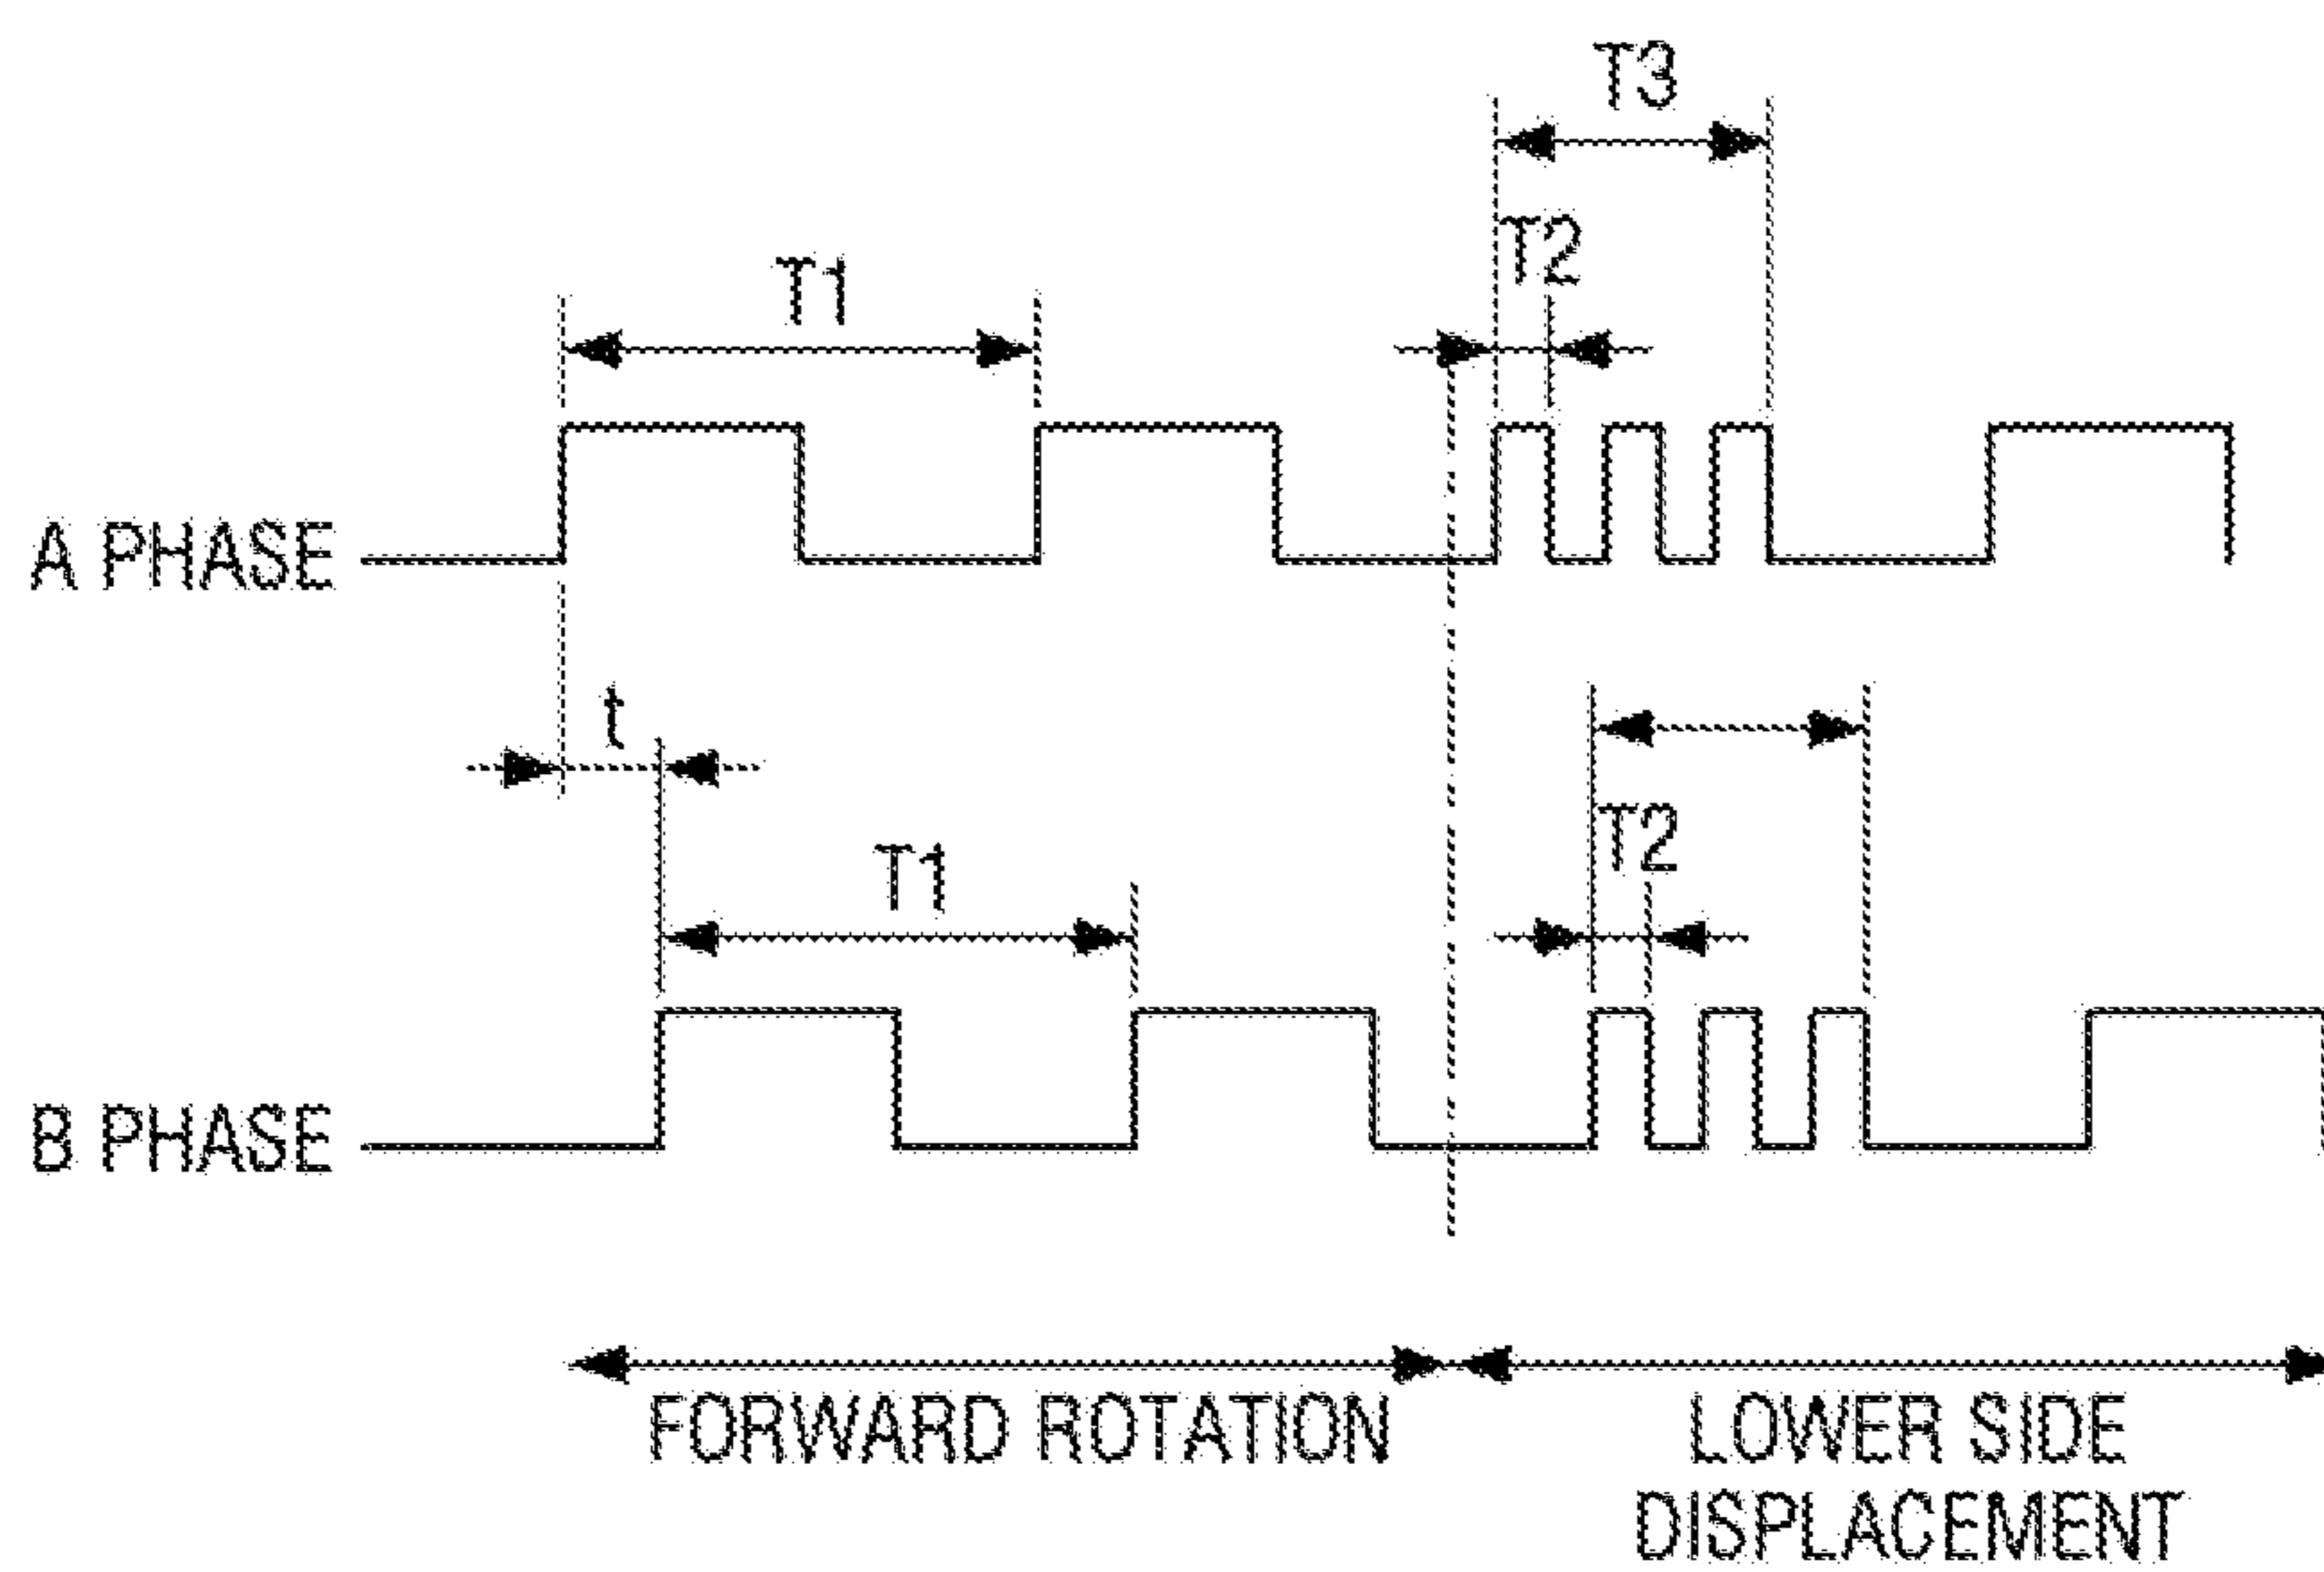 T3
T2
T1
A PHASE
t
T2
T1
B PHASE
FORWARD ROTATION
LOWER SIDE
DISPLACEMENT